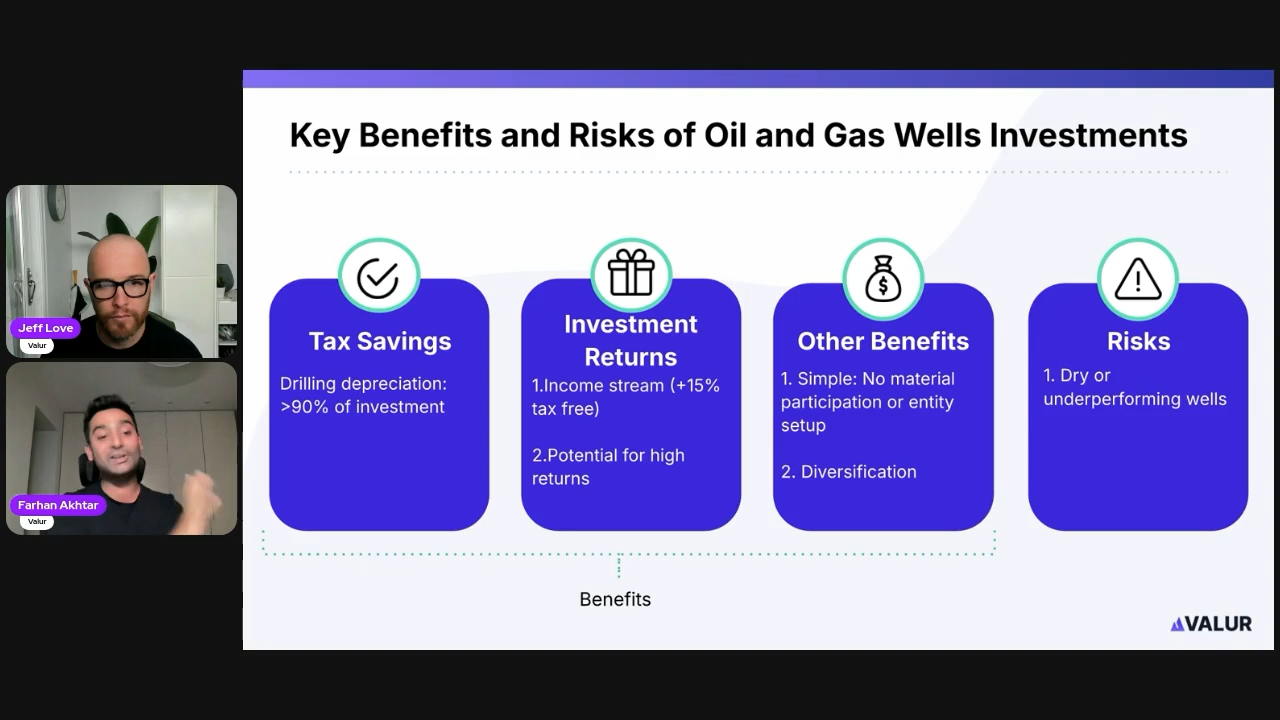 Key Benefits and Risks of Oil and Gas Wells Investments
Tax Savings
Drilling depreciation:
>90% of investment
Investment
Returns
1.Income stream (+15%
tax free)
2.Potential for high
returns
Other Benefits
1. Simple: No material
participation or entity
setup
2. Diversification
Risks
1. Dry or
underperforming wells
Benefits
VALUR
Jeff Love
Valur
Farhan Akhtar
Valur